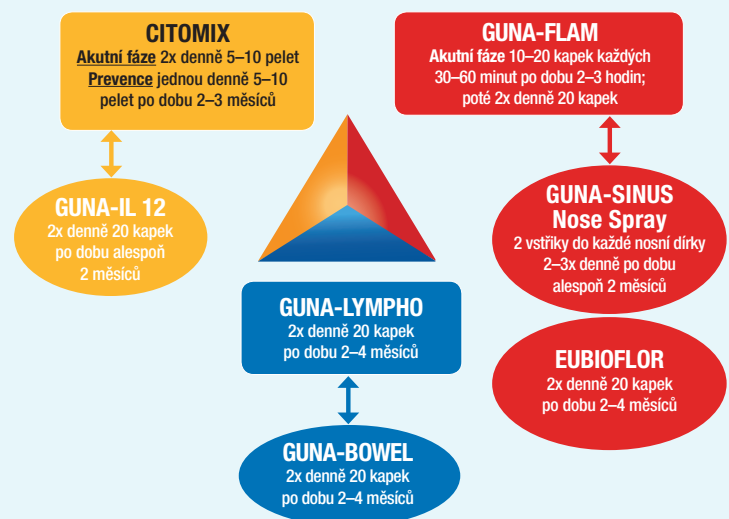 CITOMIX
Akutní fáze 2x denně 5–10 pelet
Prevence jednou denně 5–10
pelet po dobu 2–3 měsíců
GUNA-IL 12
2x denně 20 kapek
po dobu alespoň
2 měsíců
GUNA-FLAM
Akutní fáze 10–20 kapek každých
30–60 minut po dobu 2–3 hodin;
poté 2x denně 20 kapek
GUNA-SINUS
Nose Spray
2 vstřiky do každé nosní dírky
2–3x denně po dobu
alespoň 2 měsíců
EUBIOFLOR
2x denně 20 kapek
po dobu 2–4 měsíců
GUNA-LYMPHO
2x denně 20 kapek
po dobu 2–4 měsíců
GUNA-BOWEL
2x denně 20 kapek
po dobu 2–4 měsíců